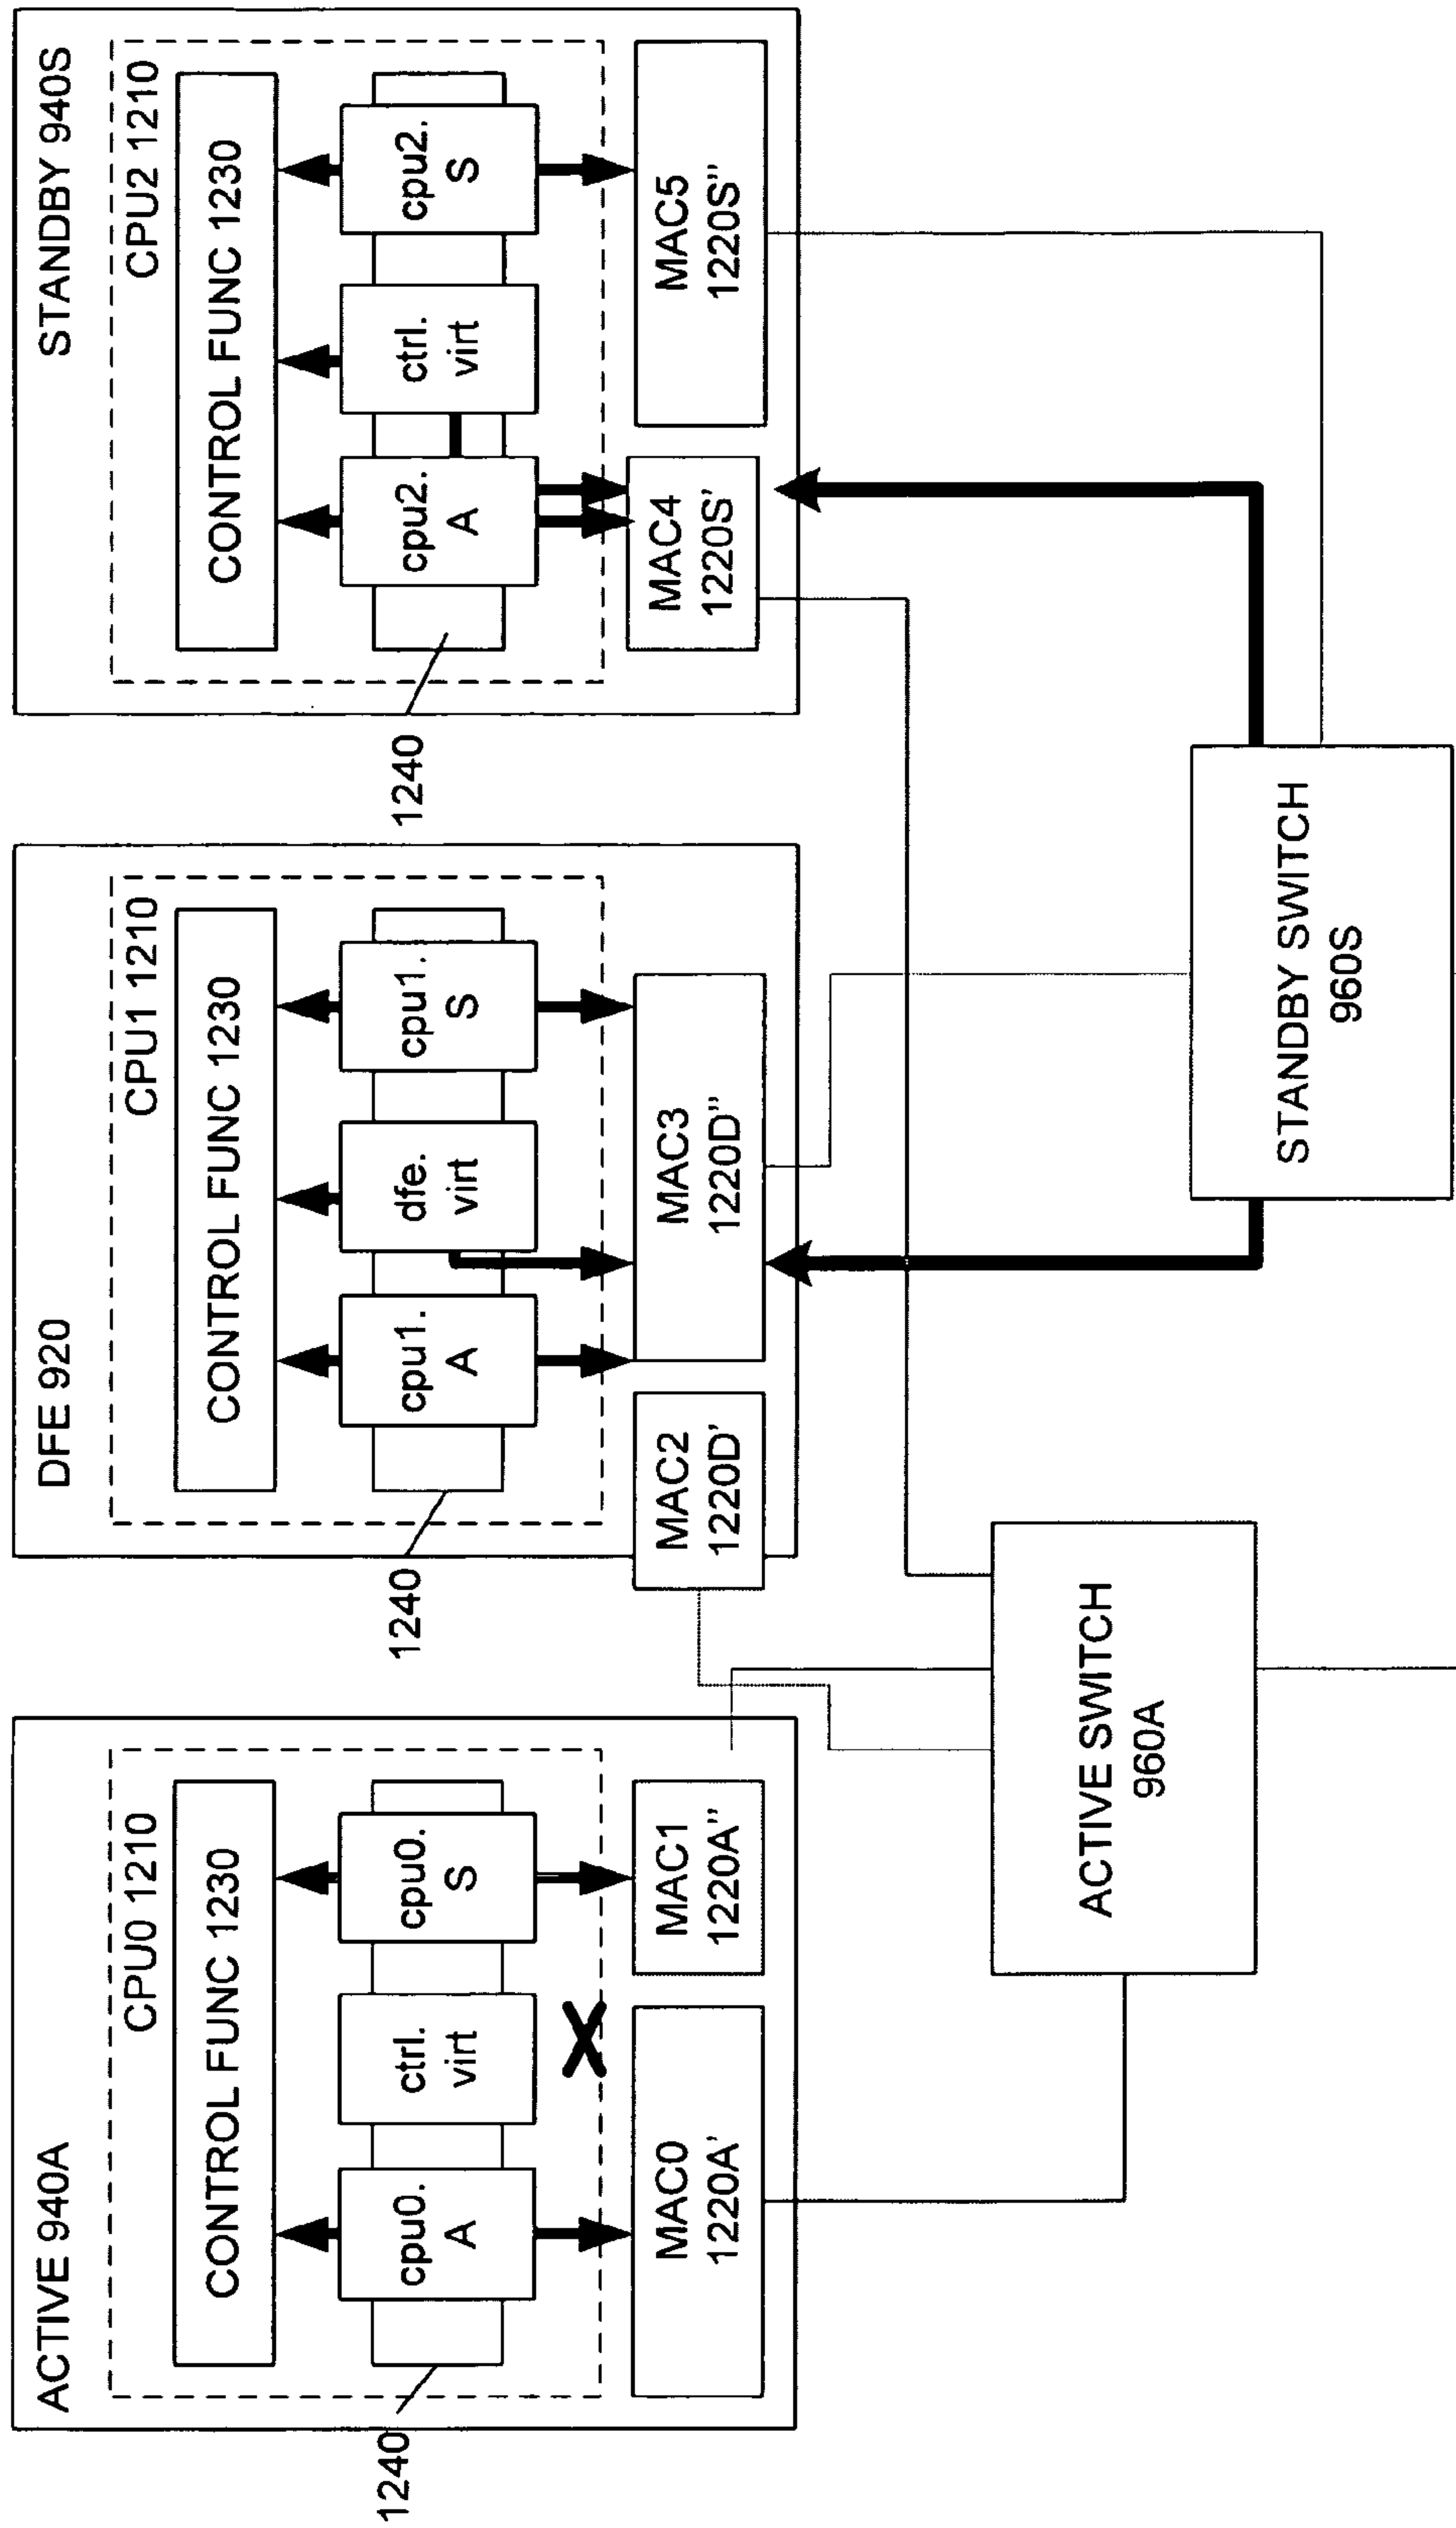 ACTIVE 940A
CPU0 1210
CONTROL FUNC 1230
cpu0.
A
ctrl.
virt
cpu0.
S
1240
MAC0
1220A'
MAC1
1220A"
DFE 920
CPU1 1210
CONTROL FUNC 1230
cpu1.
A
dfe.
virt
cpu1.
S
1240
MAC2
1220D'
MAC3
1220D"
STANDBY 940S
CPU2 1210
CONTROL FUNC 1230
cpu2.
A
ctrl.
virt
cpu2.
S
1240
MAC4
1220S'
MAC5
1220S"
ACTIVE SWITCH
960A
STANDBY SWITCH
960S